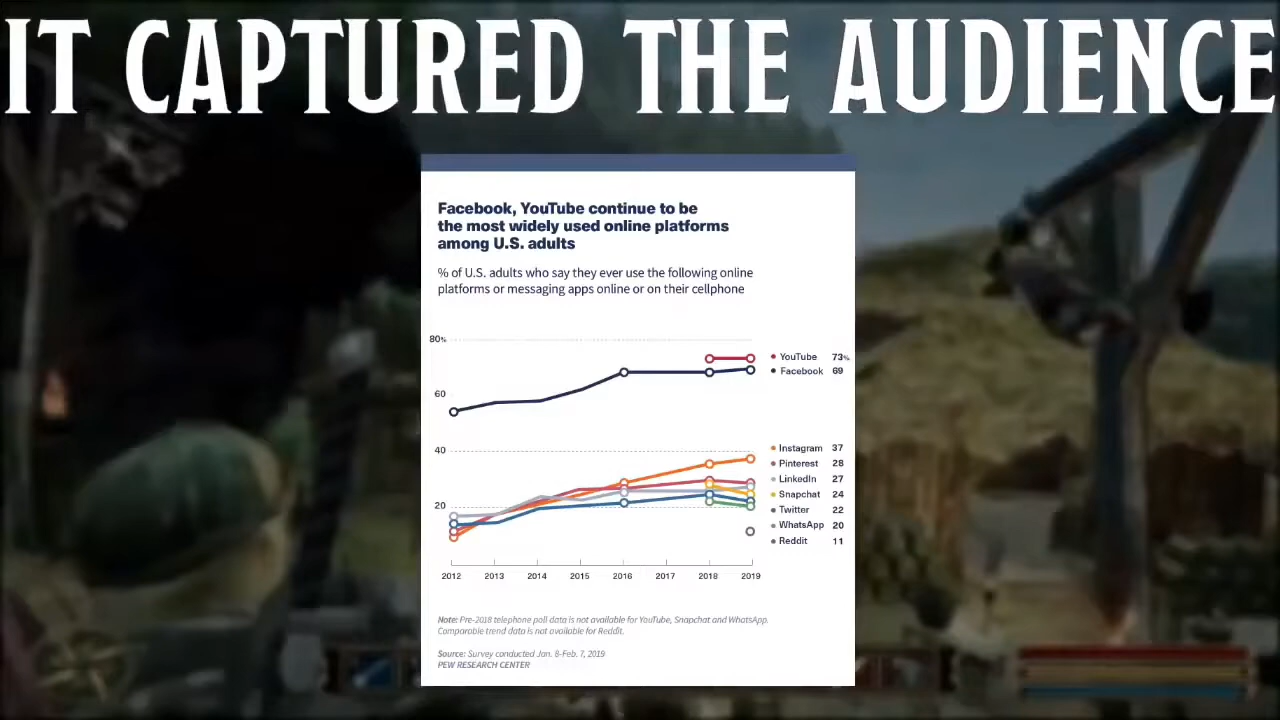 IT CAPTURED THE AUDIENCE
Facebook, YouTube continue to be
the most widely used online platforms
among U.S. adults
% of U.S. adults who say they ever use the following online
platforms or messaging apps online or on their cellphone
80%
60
40
20
YouTube 73%
Facebook 69
Instagram 37
Pinterest 28
LinkedIn 27
Snapchat 24
Twitter 22
WhatsApp 20
Reddit 11
2012 2013 2014 2015 2016 2017 2018 2019
Note: Pre-2018 telephone poll data is not available for YouTube, Snapchat and WhatsApp.
Comparable trend data is not available for Reddit.
Source: Survey conducted Jan. 8-Feb. 7, 2019
PEW RESEARCH CENTER